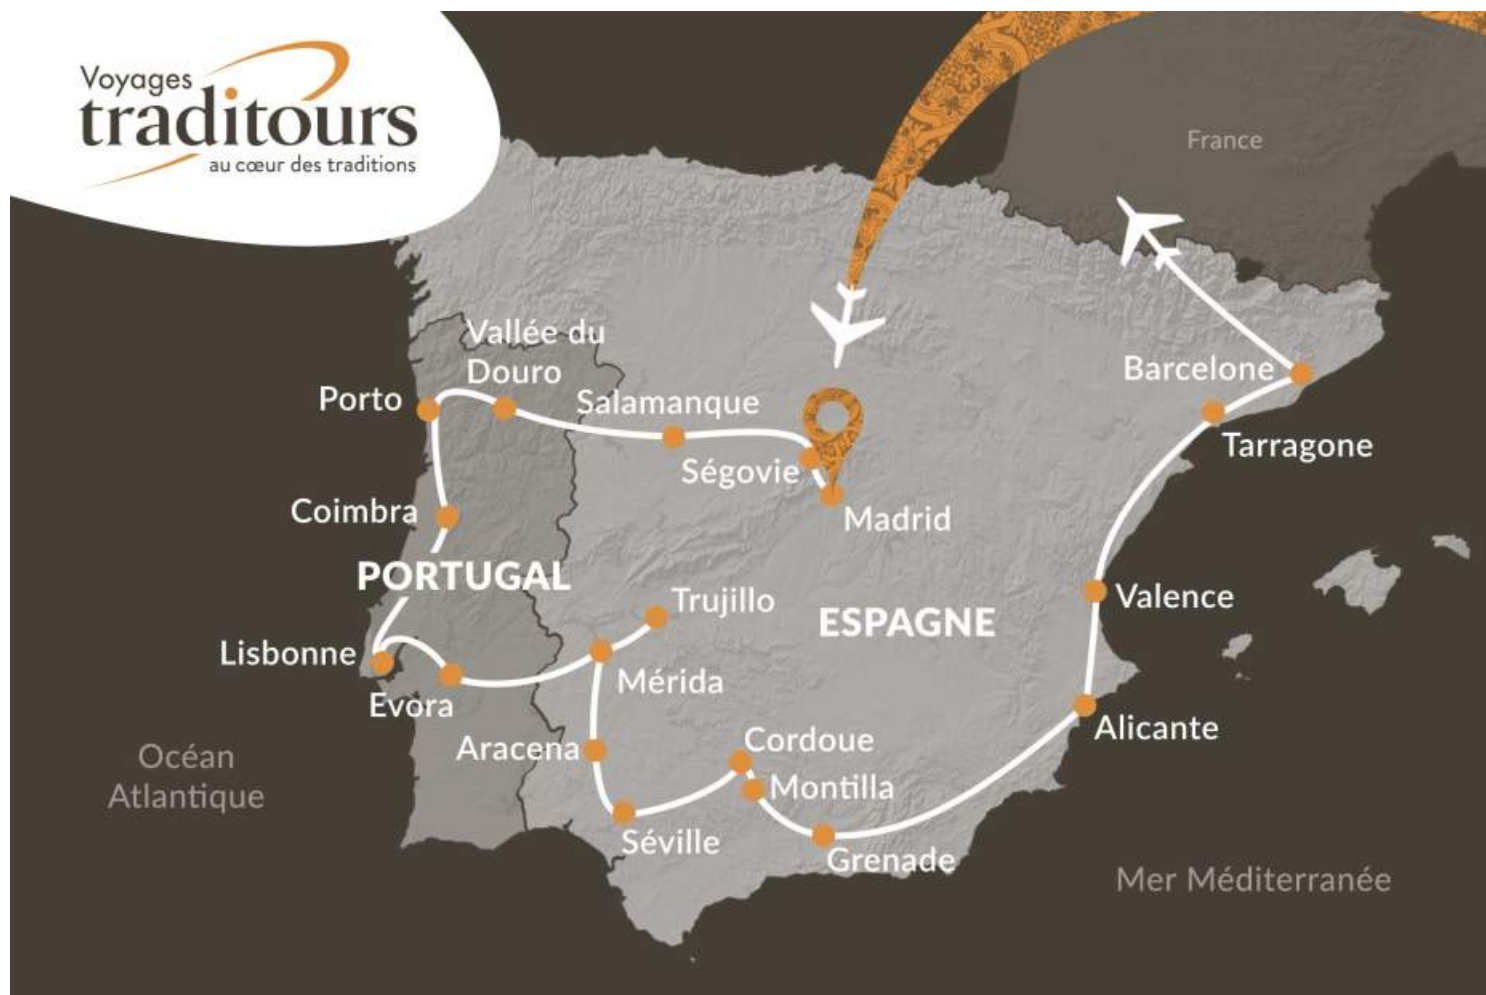 Voyages
traditours
au cœur des traditions
France
Vallée du
Douro
Barcelone
Porto
Salamanque
Tarragone
Ségovie
Coimbra
Madrid
PORTUGAL
Trujillo
Valence
ESPAGNE
Lisbonne
Mérida
Evora
Alicante
Cordoue
Aracena
Océan
Atlantique
Montilla
Séville
Grenade
Mer Méditerranée